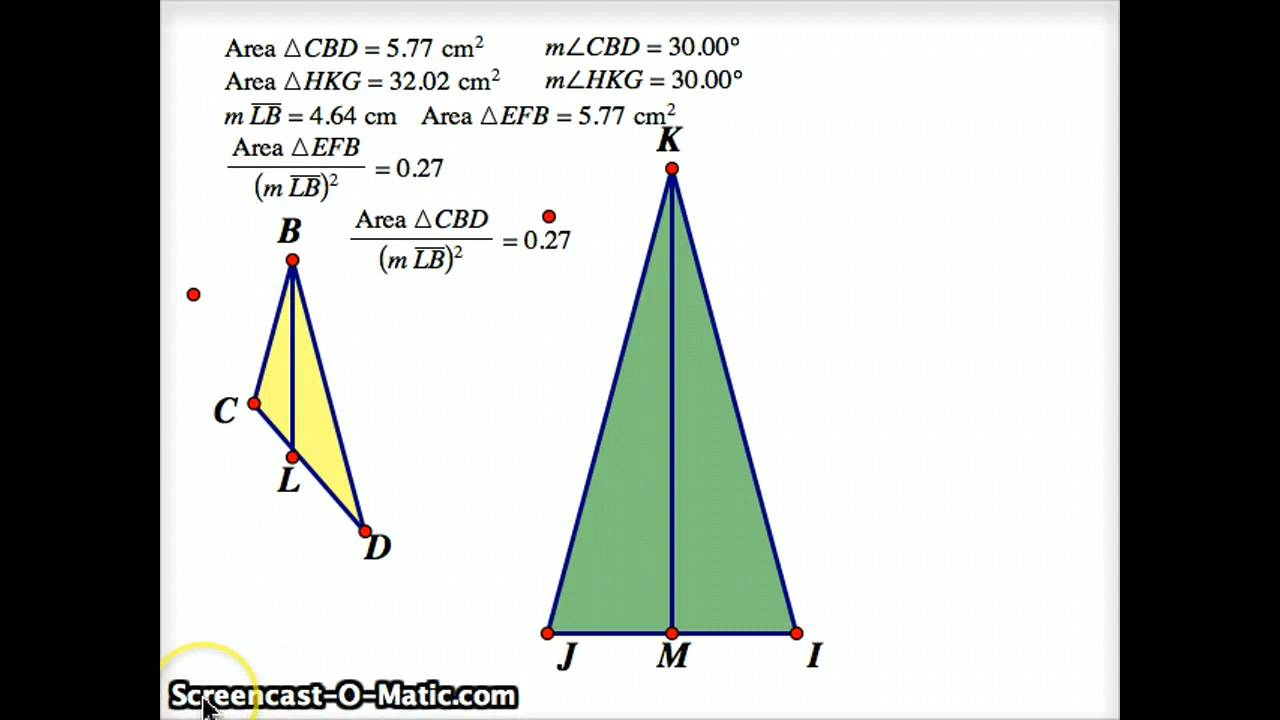 Area △CBD = 5.77 cm² m∠CBD = 30.00°
Area △HKG = 32.02 cm² m∠HKG = 30.00°
m LB = 4.64 cm Area △EFB = 5.77 cm²
K
Area △EFB
(m LB)²
= 0.27
B
Area △CBD
(m LB)²
= 0.27
C
L
D
J M I
Screencast-O-Matic.com